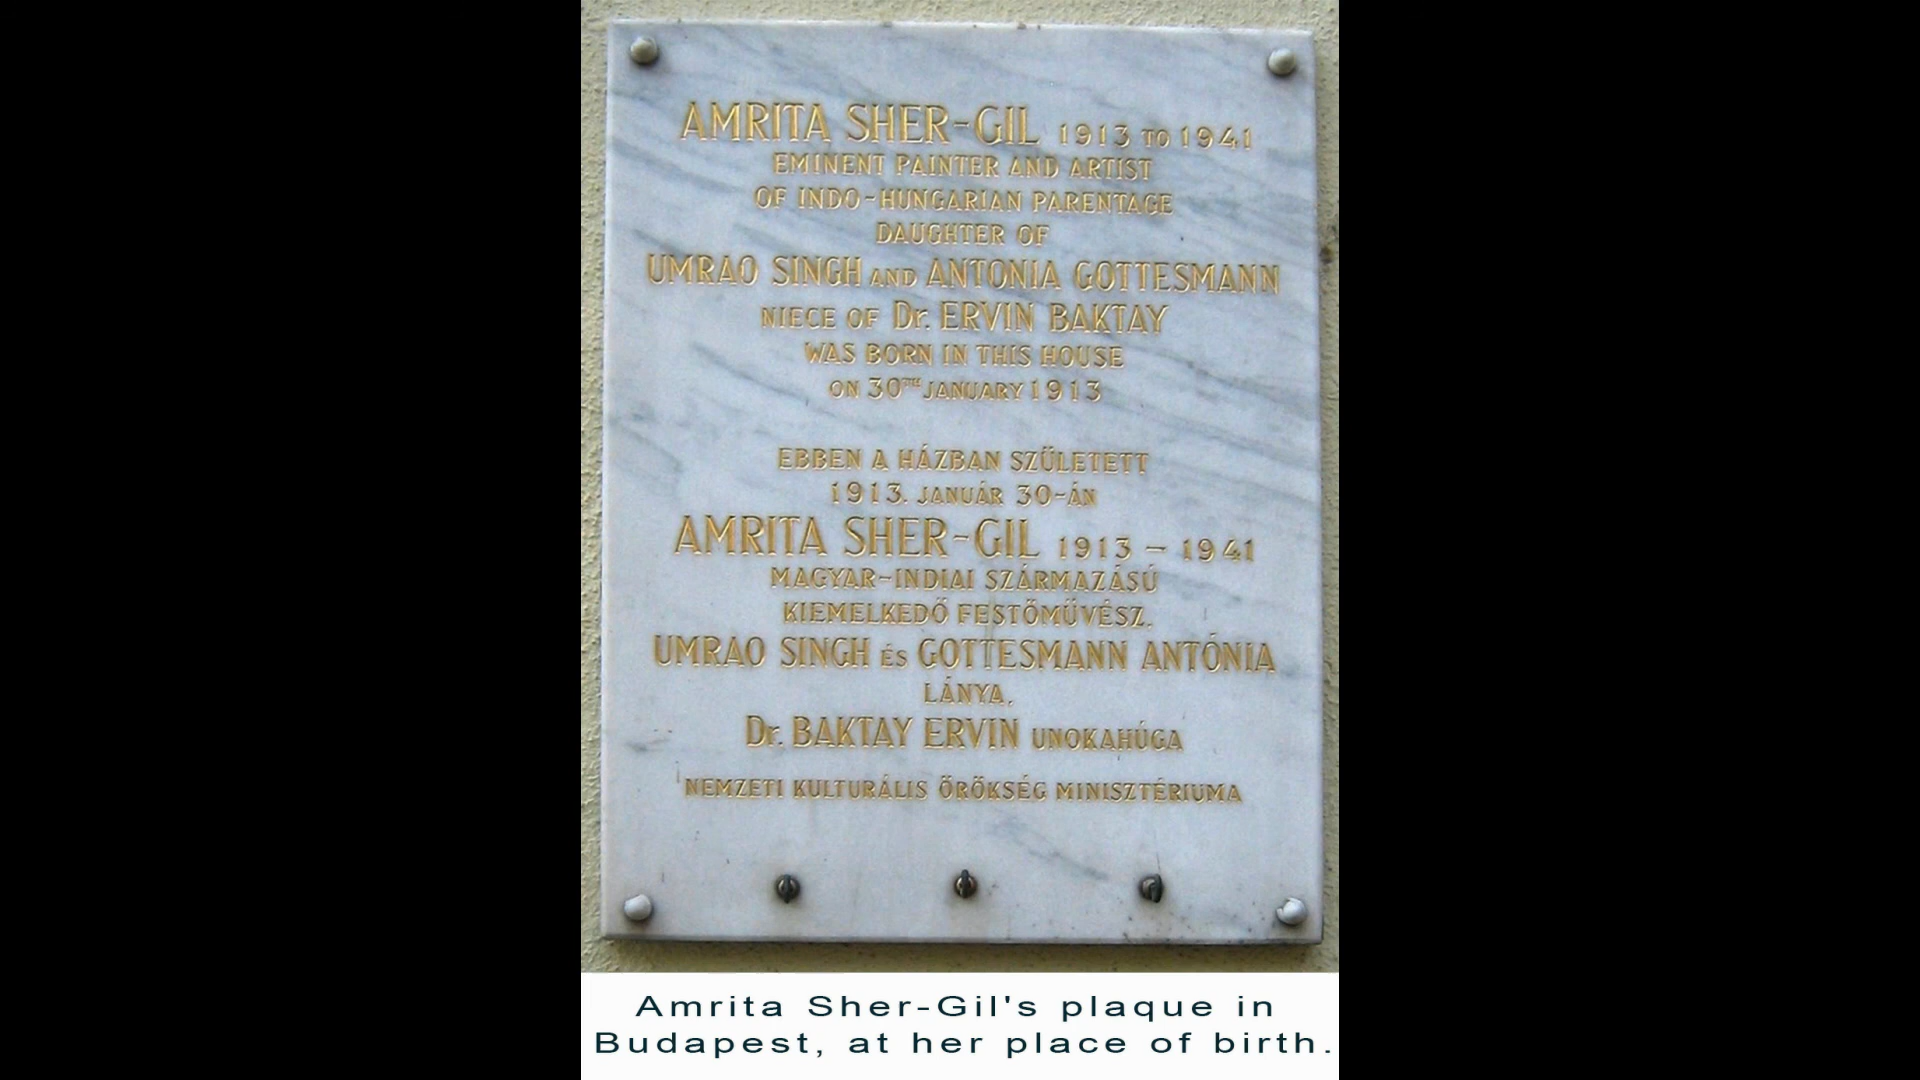 AMRITA SHER-GIL 1913 TO 1941
EMINENT PAINTER AND ARTIST
OF INDO-HUNGARIAN PARENTAGE
DAUGHTER OF
UMRAO SINGH AND ANTONIA GOTTESMANN
NIECE OF Dr. ERVIN BAKTAY
WAS BORN IN THIS HOUSE
ON 30TH JANUARY 1913
EBBEN A HÁZBAN SZÜLETETT
1913. JANUÁR 30-ÁN
AMRITA SHER-GIL 1913 – 1941
MAGYAR-INDIAI SZÁRMAZÁSÚ
KIEMELKEDŐ FESTŐMŰVÉSZ.
UMRAO SINGH ÉS GOTTESMANN ANTÓNIA
LÁNYA.
Dr. BAKTAY ERVIN UNOKAHÚGA
NEMZETI KULTURÁLIS ÖRÖKSÉG MINISZTÉRIUMA
Amrita Sher-Gil's plaque in
Budapest, at her place of birth.